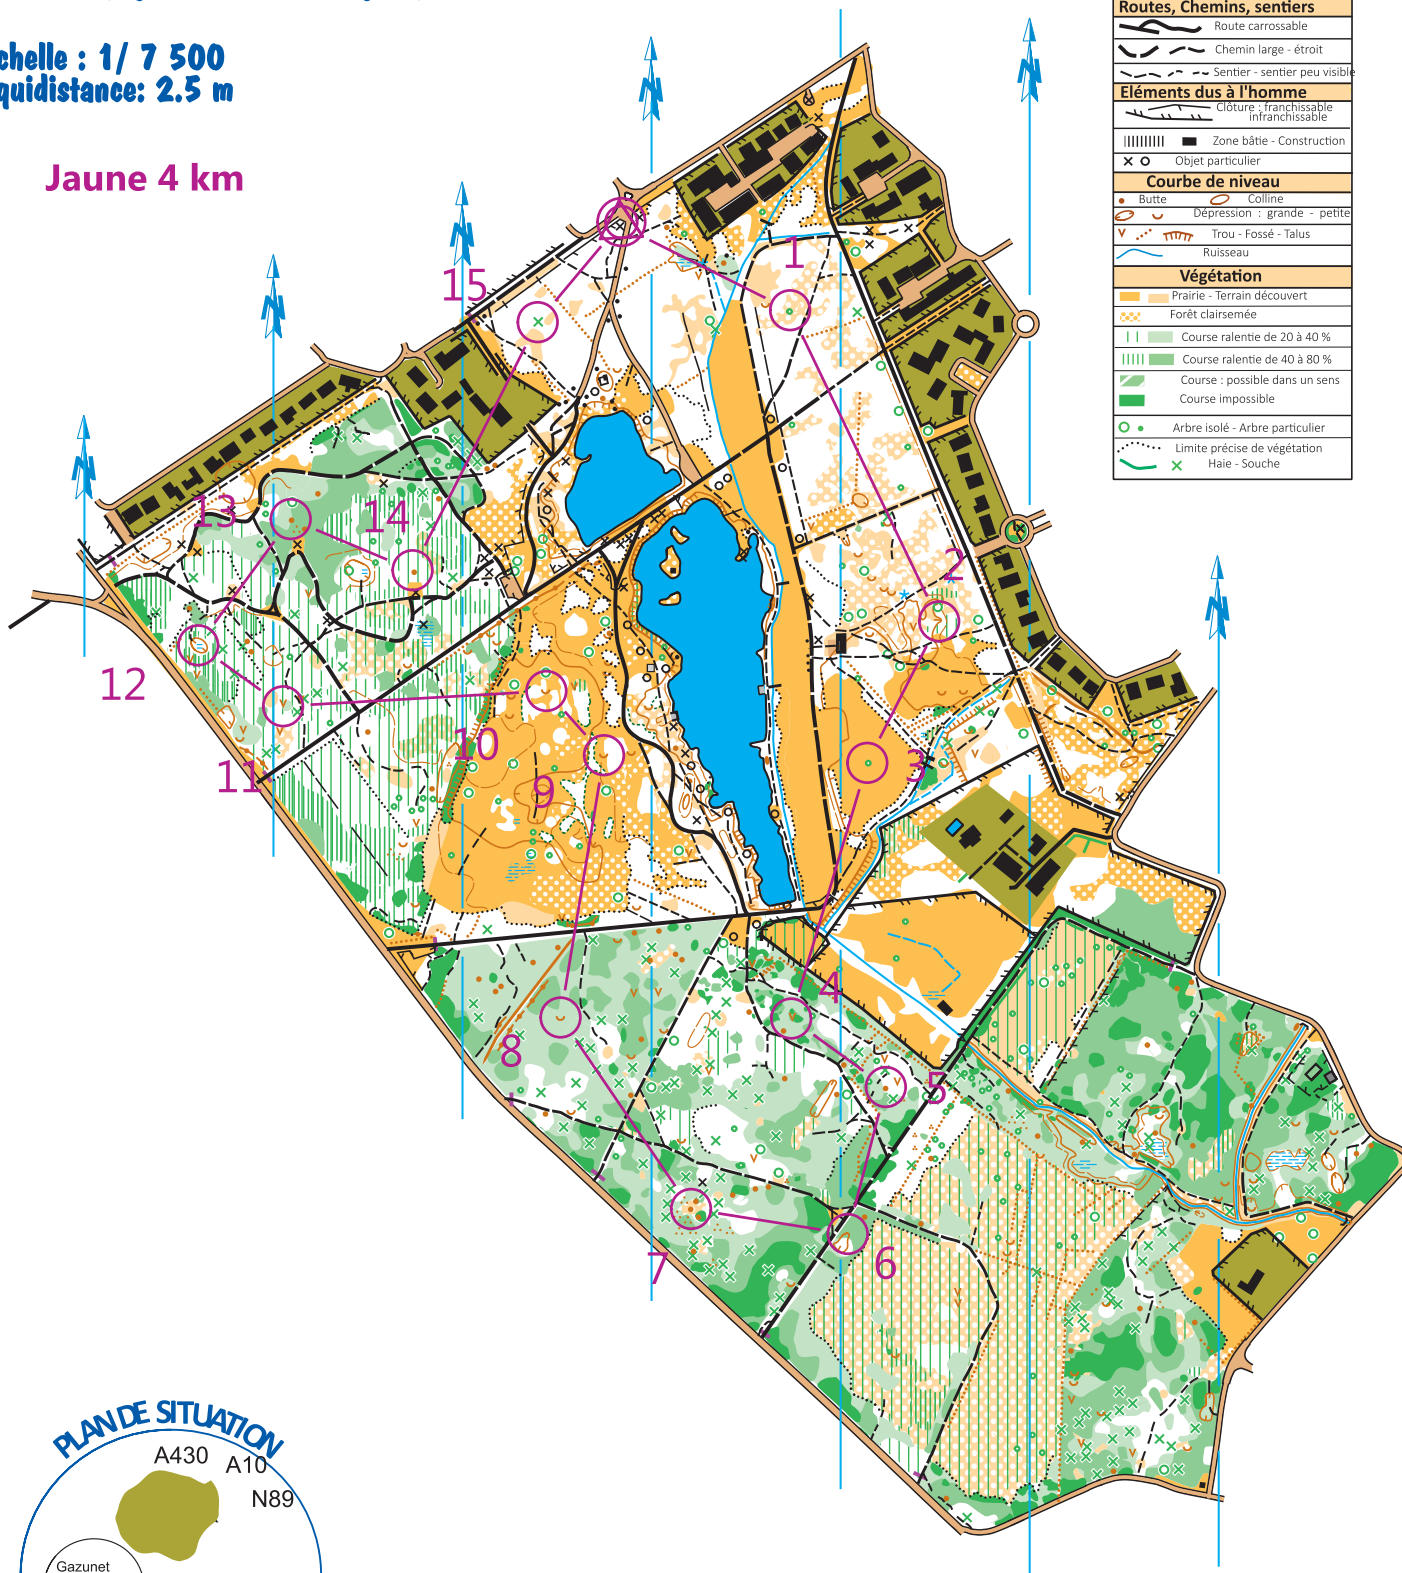 chelle : 1/ 7 500
quidistance: 2.5 m
Jaune 4 km
Routes, Chemins, sentiers
Route carrossable
Chemin large - étroit
Sentier - sentier peu visible
Eléments dus à l'homme
Clôture : franchissable
infranchissable
Zone bâtie - Construction
Objet particulier
Courbe de niveau
Butte Colline
Dépression : grande - petite
Trou - Fossé - Talus
Ruisseau
Végétation
Prairie - Terrain découvert
Forêt clairsemée
Course ralentie de 20 à 40 %
Course ralentie de 40 à 80 %
Course : possible dans un sens
Course impossible
Arbre isolé - Arbre particulier
Limite précise de végétation
Haie - Souche
1
2
3
4
5
6
7
8
9
10
11
12
13
14
15
PLAN DE SITUATION
A430 A10
N89
Gazunet